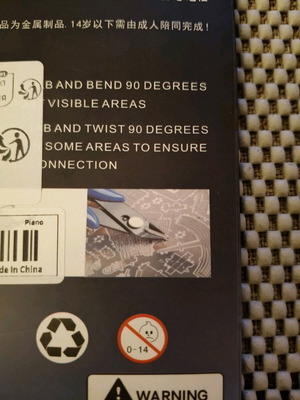 品为金属制品, 14岁以下需由成人陪同完成!
AB AND BEND 90 DEGREES
T VISIBLE AREAS
AB AND TWIST 90 DEGREES
SOME AREAS TO ENSURE
ONNECTION
Piano
de In China
0-14
WARNING